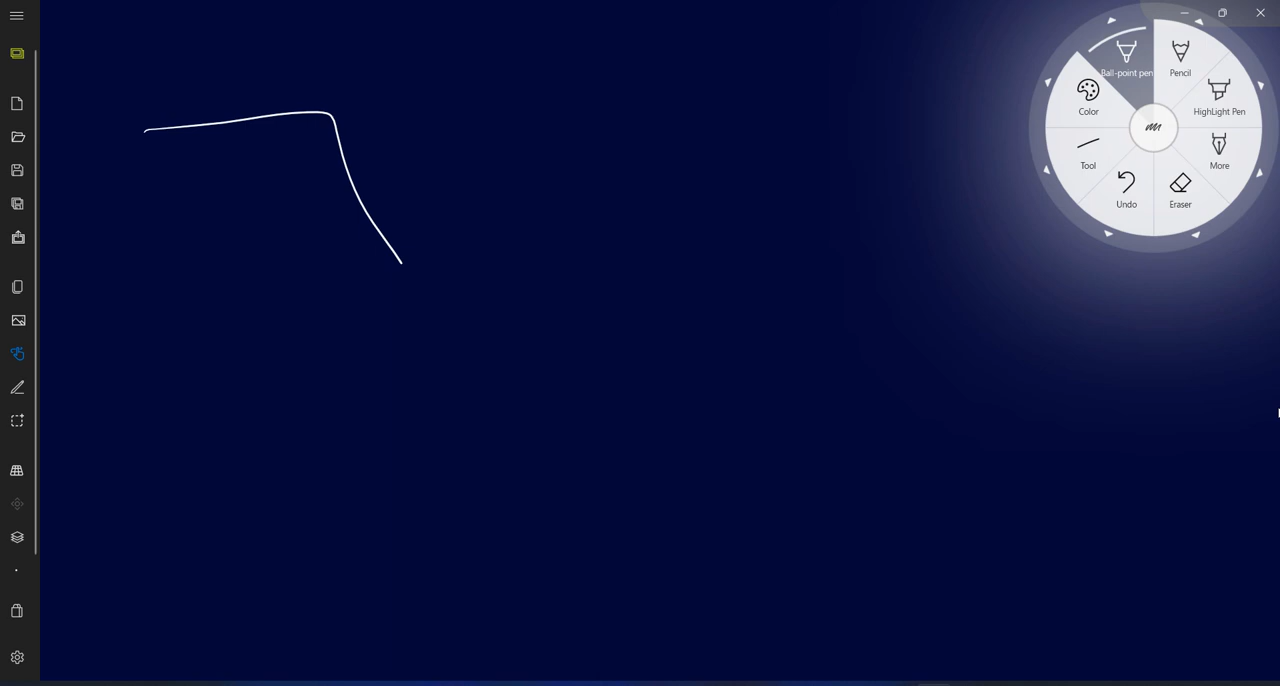 Ball-point pen
Pencil
Color
HighLight Pen
Tool
More
Undo
Eraser